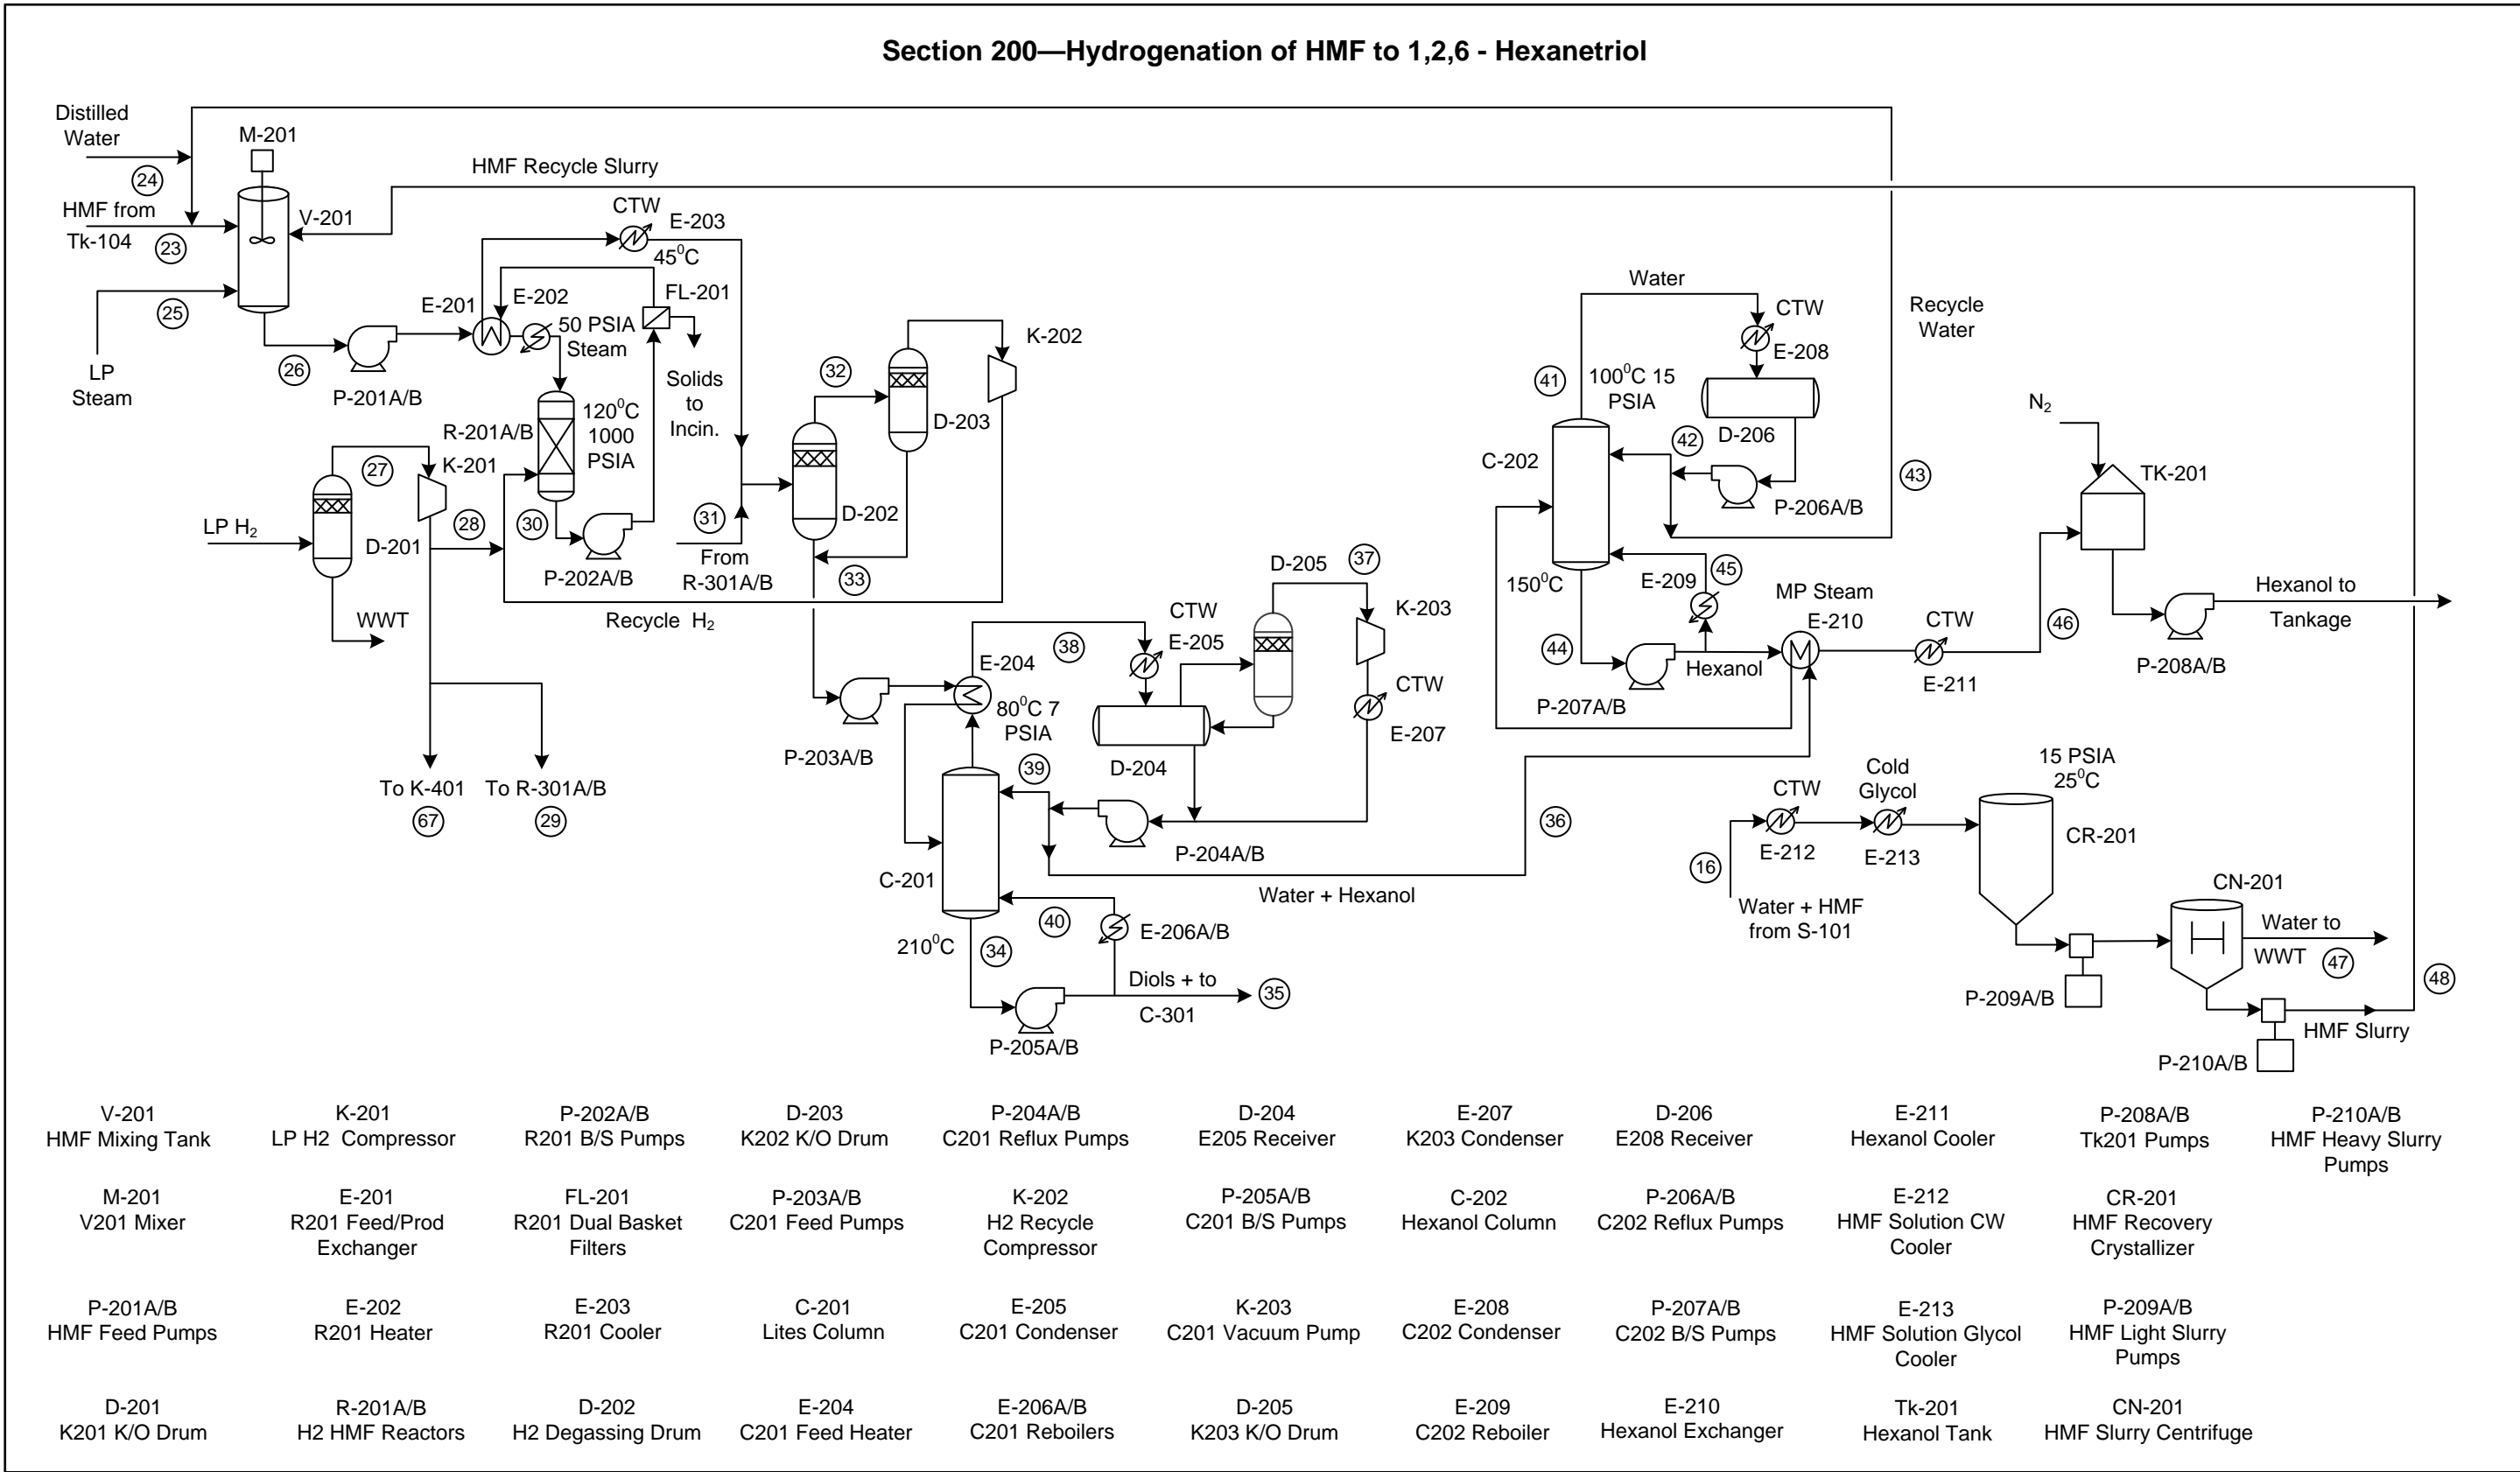 Section 200—Hydrogenation of HMF to 1,2,6 - Hexanetriol
Distilled
Water
24
HMF from
Tk-104
23
25
LP
Steam
M-201
V-201
HMF Recycle Slurry
26
P-201A/B
E-201
E-202
50 PSIA
Steam
CTW
E-203
45⁰C
FL-201
Solids
to
Incin.
R-201A/B
120⁰C
1000
PSIA
27
K-201
LP H₂
D-201
WWT
28
30
P-202A/B
To K-401
67
To R-301A/B
29
31
From
R-301A/B
Recycle H₂
32
D-202
33
D-203
K-202
P-203A/B
E-204
80⁰C 7
PSIA
38
CTW
E-205
D-204
D-205
37
K-203
CTW
E-207
39
P-204A/B
C-201
210⁰C
34
40
E-206A/B
P-205A/B
Diols + to
C-301
35
Water + Hexanol
36
Water
41
100⁰C 15
PSIA
CTW
E-208
D-206
C-202
42
P-206A/B
Recycle
Water
43
150⁰C
44
E-209
45
P-207A/B
Hexanol
MP Steam
E-210
CTW
E-211
46
N₂
TK-201
P-208A/B
Hexanol to
Tankage
16
Water + HMF
from S-101
CTW
E-212
Cold
Glycol
E-213
15 PSIA
25⁰C
CR-201
P-209A/B
CN-201
Water to
WWT
47
48
HMF Slurry
P-210A/B
V-201
HMF Mixing Tank
K-201
LP H2 Compressor
P-202A/B
R201 B/S Pumps
D-203
K202 K/O Drum
P-204A/B
C201 Reflux Pumps
D-204
E205 Receiver
E-207
K203 Condenser
D-206
E208 Receiver
E-211
Hexanol Cooler
P-208A/B
Tk201 Pumps
P-210A/B
HMF Heavy Slurry
Pumps
M-201
V201 Mixer
E-201
R201 Feed/Prod
Exchanger
FL-201
R201 Dual Basket
Filters
P-203A/B
C201 Feed Pumps
K-202
H2 Recycle
Compressor
P-205A/B
C201 B/S Pumps
C-202
Hexanol Column
P-206A/B
C202 Reflux Pumps
E-212
HMF Solution CW
Cooler
CR-201
HMF Recovery
Crystallizer
P-201A/B
HMF Feed Pumps
E-202
R201 Heater
E-203
R201 Cooler
C-201
Lites Column
E-205
C201 Condenser
K-203
C201 Vacuum Pump
E-208
C202 Condenser
P-207A/B
C202 B/S Pumps
E-213
HMF Solution Glycol
Cooler
P-209A/B
HMF Light Slurry
Pumps
D-201
K201 K/O Drum
R-201A/B
H2 HMF Reactors
D-202
H2 Degassing Drum
E-204
C201 Feed Heater
E-206A/B
C201 Reboilers
D-205
K203 K/O Drum
E-209
C202 Reboiler
E-210
Hexanol Exchanger
Tk-201
Hexanol Tank
CN-201
HMF Slurry Centrifuge